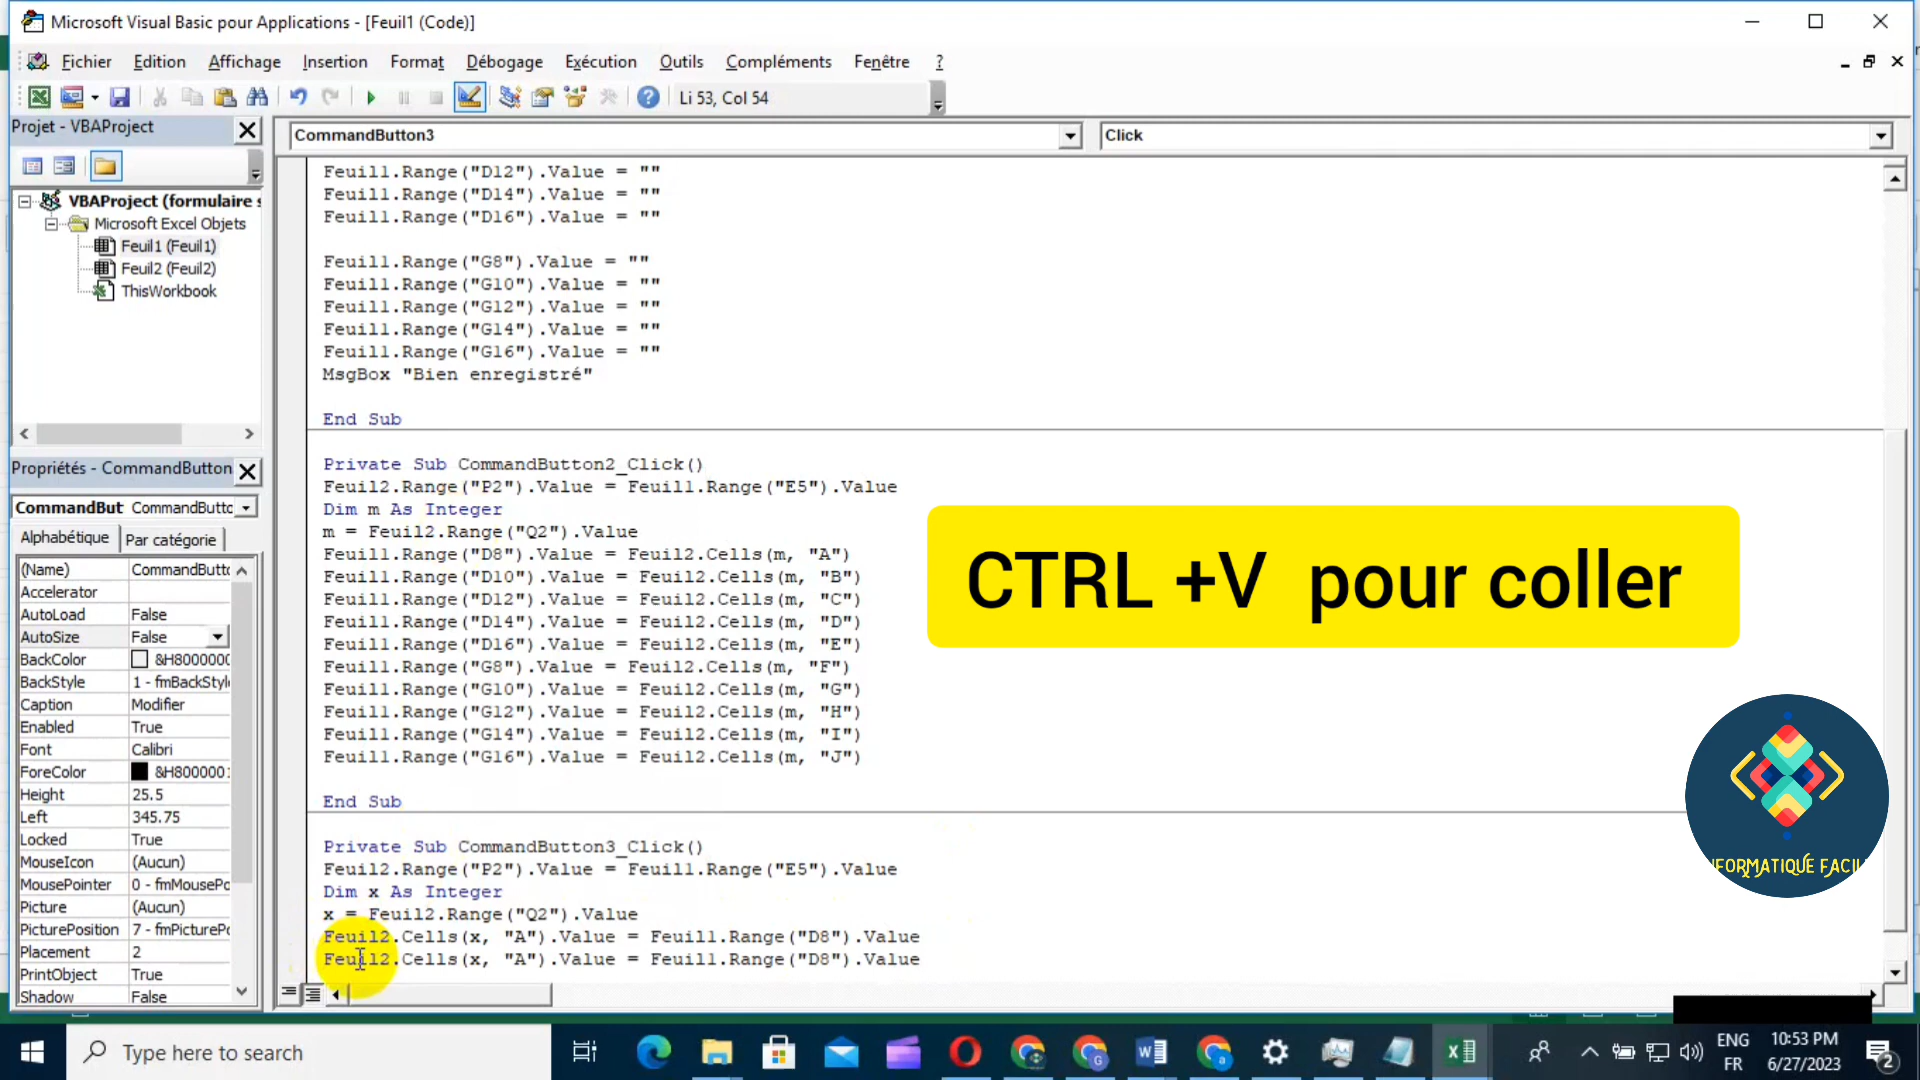 Microsoft Visual Basic pour Applications - [Feuil1 (Code)]
Fichier Edition Affichage Insertion Format Débogage Exécution Outils Compléments Fenêtre ?
Li 53, Col 54
Projet - VBAProject
CommandButton3
Click
VBAProject (formulaire s
Microsoft Excel Objets
Feuil1 (Feuil1)
Feuil2 (Feuil2)
ThisWorkbook
Feuil1.Range("D12").Value = ""
Feuil1.Range("D14").Value = ""
Feuil1.Range("D16").Value = ""
Feuil1.Range("G8").Value = ""
Feuil1.Range("G10").Value = ""
Feuil1.Range("G12").Value = ""
Feuil1.Range("G14").Value = ""
Feuil1.Range("G16").Value = ""
MsgBox "Bien enregistré"
End Sub
Private Sub CommandButton2_Click()
Feuil2.Range("P2").Value = Feuil1.Range("E5").Value
Dim m As Integer
m = Feuil2.Range("Q2").Value
Feuil1.Range("D8").Value = Feuil2.Cells(m, "A")
Feuil1.Range("D10").Value = Feuil2.Cells(m, "B")
Feuil1.Range("D12").Value = Feuil2.Cells(m, "C")
Feuil1.Range("D14").Value = Feuil2.Cells(m, "D")
Feuil1.Range("D16").Value = Feuil2.Cells(m, "E")
Feuil1.Range("G8").Value = Feuil2.Cells(m, "F")
Feuil1.Range("G10").Value = Feuil2.Cells(m, "G")
Feuil1.Range("G12").Value = Feuil2.Cells(m, "H")
Feuil1.Range("G14").Value = Feuil2.Cells(m, "I")
Feuil1.Range("G16").Value = Feuil2.Cells(m, "J")
End Sub
Private Sub CommandButton3_Click()
Feuil2.Range("P2").Value = Feuil1.Range("E5").Value
Dim x As Integer
x = Feuil2.Range("Q2").Value
Feuil2.Cells(x, "A").Value = Feuil1.Range("D8").Value
Feuil2.Cells(x, "A").Value = Feuil1.Range("D8").Value
CTRL +V pour coller
NFORMATIQUE FACIL
Propriétés - CommandButton
CommandBut CommandButtc
Alphabétique Par catégorie
(Name) CommandButtc
Accelerator
AutoLoad False
AutoSize False
BackColor &H8000000
BackStyle 1 - fmBackStyl
Caption Modifier
Enabled True
Font Calibri
ForeColor &H8000001
Height 25.5
Left 345.75
Locked True
MouseIcon (Aucun)
MousePointer 0 - fmMousePo
Picture (Aucun)
PicturePosition 7 - fmPicturePo
Placement 2
PrintObject True
Shadow False
Type here to search
ENG
FR
10:53 PM
6/27/2023
2